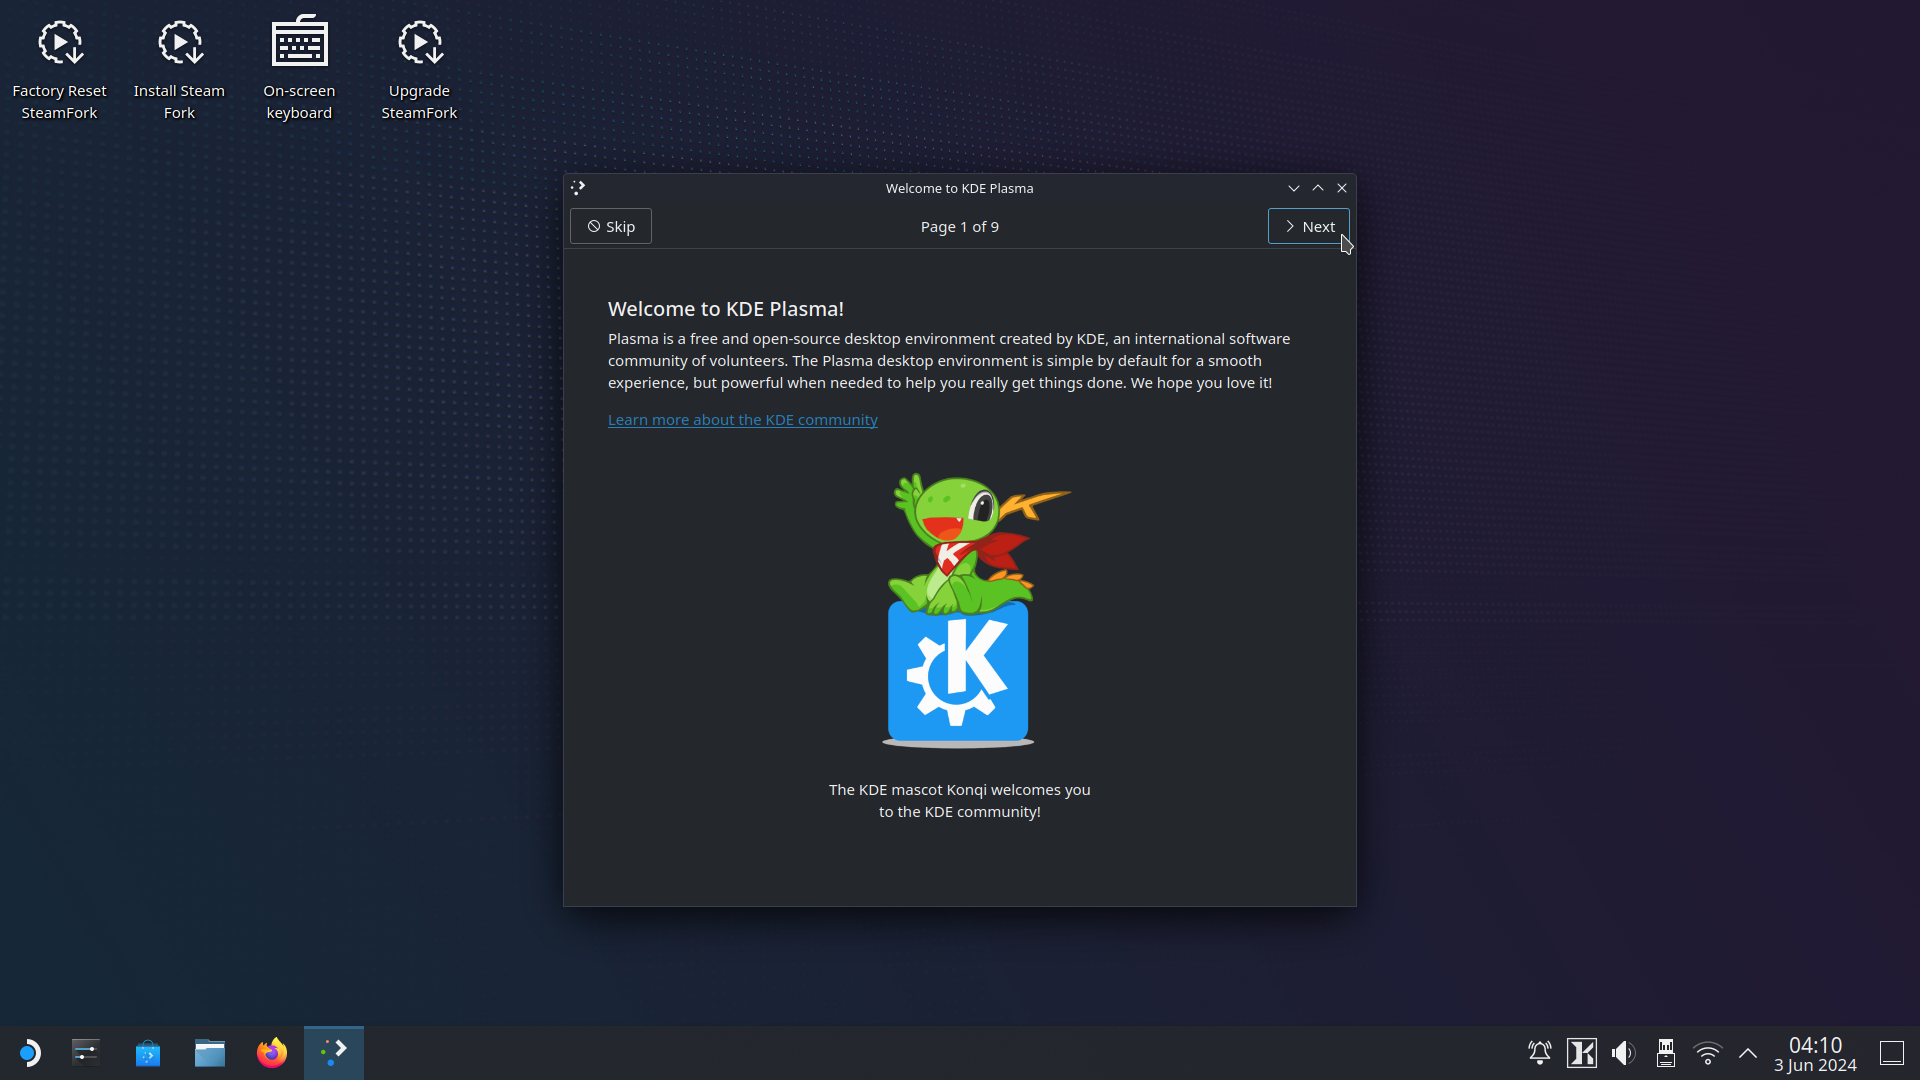 Factory Reset
SteamFork
Install Steam
Fork
On-screen
keyboard
Upgrade
SteamFork
Welcome to KDE Plasma
Skip
Page 1 of 9
Next
Welcome to KDE Plasma!
Plasma is a free and open-source desktop environment created by KDE, an international software
community of volunteers. The Plasma desktop environment is simple by default for a smooth
experience, but powerful when needed to help you really get things done. We hope you love it!
Learn more about the KDE community
K
K
The KDE mascot Konqi welcomes you
to the KDE community!
K
04:10
3 Jun 2024